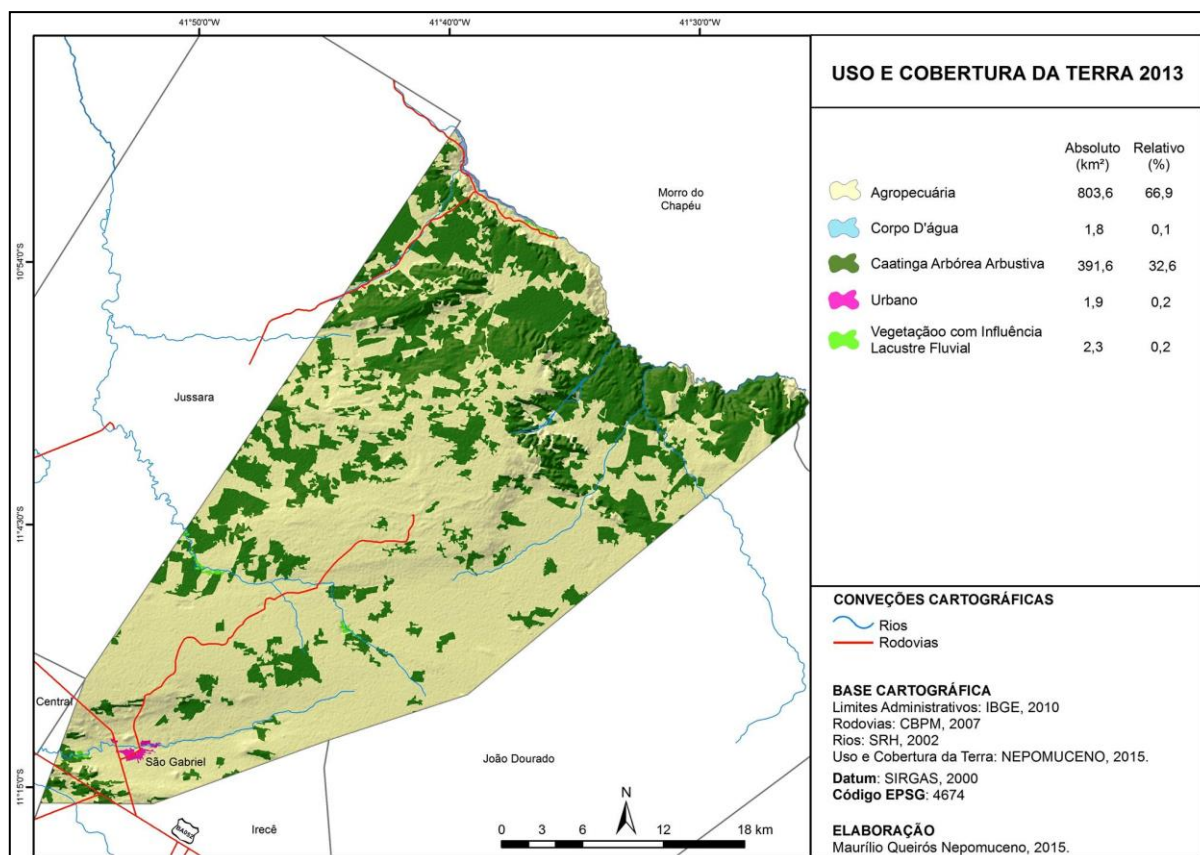 41°50'0"W 41°40'0"W 41°30'0"W
10°54'0"S
11°4'30"S
11°15'0"S
Morro do
Chapéu
Jussara
Central
São Gabriel
João Dourado
Irecê
BA052
N
0 3 6 12 18 km
USO E COBERTURA DA TERRA 2013
Absoluto Relativo
(km²) (%)
Agropecuária 803,6 66,9
Corpo D'água 1,8 0,1
Caatinga Arbórea Arbustiva 391,6 32,6
Urbano 1,9 0,2
Vegetaçãoo com Influência
Lacustre Fluvial 2,3 0,2
CONVEÇÕES CARTOGRÁFICAS
Rios
Rodovias
BASE CARTOGRÁFICA
Limites Administrativos: IBGE, 2010
Rodovias: CBPM, 2007
Rios: SRH, 2002
Uso e Cobertura da Terra: NEPOMUCENO, 2015.
Datum: SIRGAS, 2000
Código EPSG: 4674
ELABORAÇÃO
Maurílio Queirós Nepomuceno, 2015.